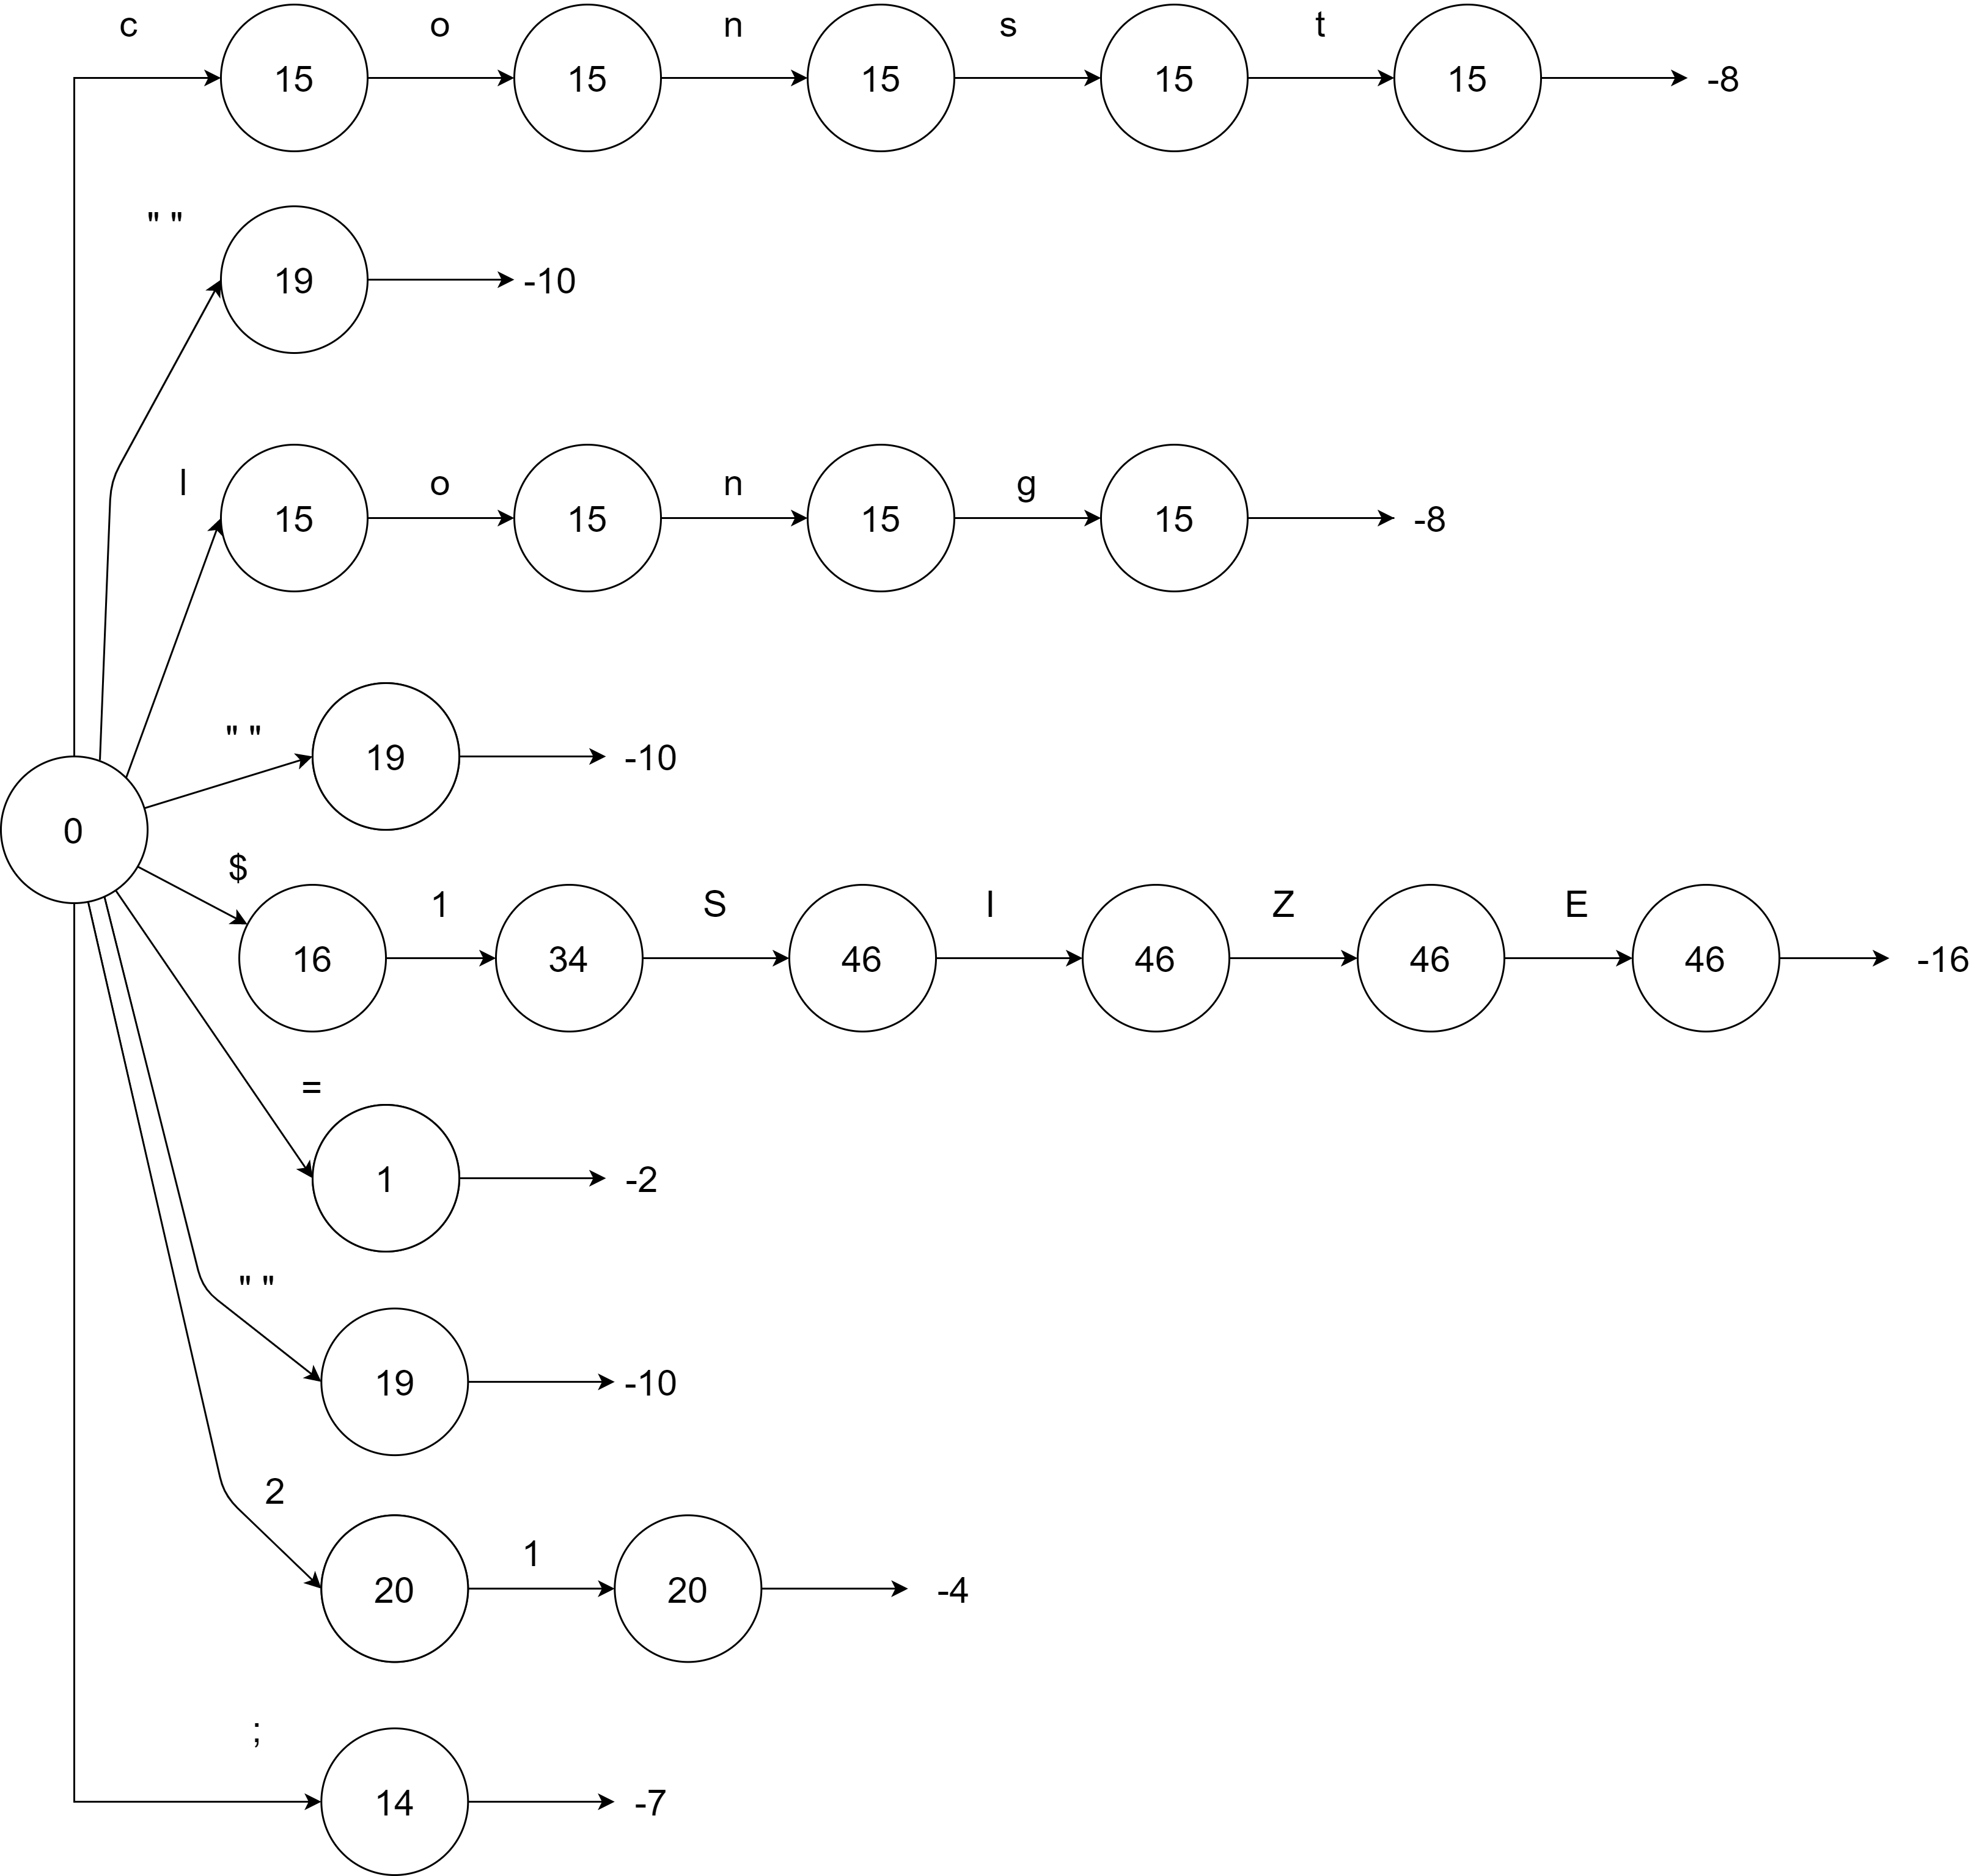 c o n s t
15 15 15 15 15 -8
" "
19 -10
l o n g
15 15 15 15 -8
" "
19 -10
0
$ 1 S I Z E
16 34 46 46 46 46 -16
=
1 -2
" "
19 -10
2 1
20 20 -4
;
14 -7